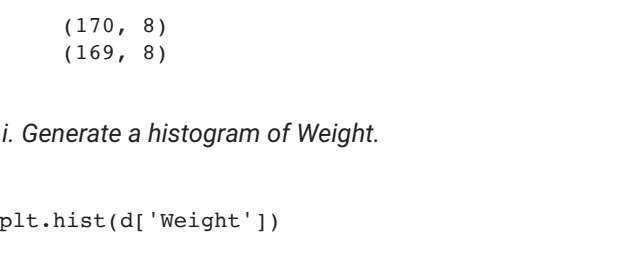 (170, 8)
(169, 8)
i. Generate a histogram of Weight.
plt.hist(d['Weight'])